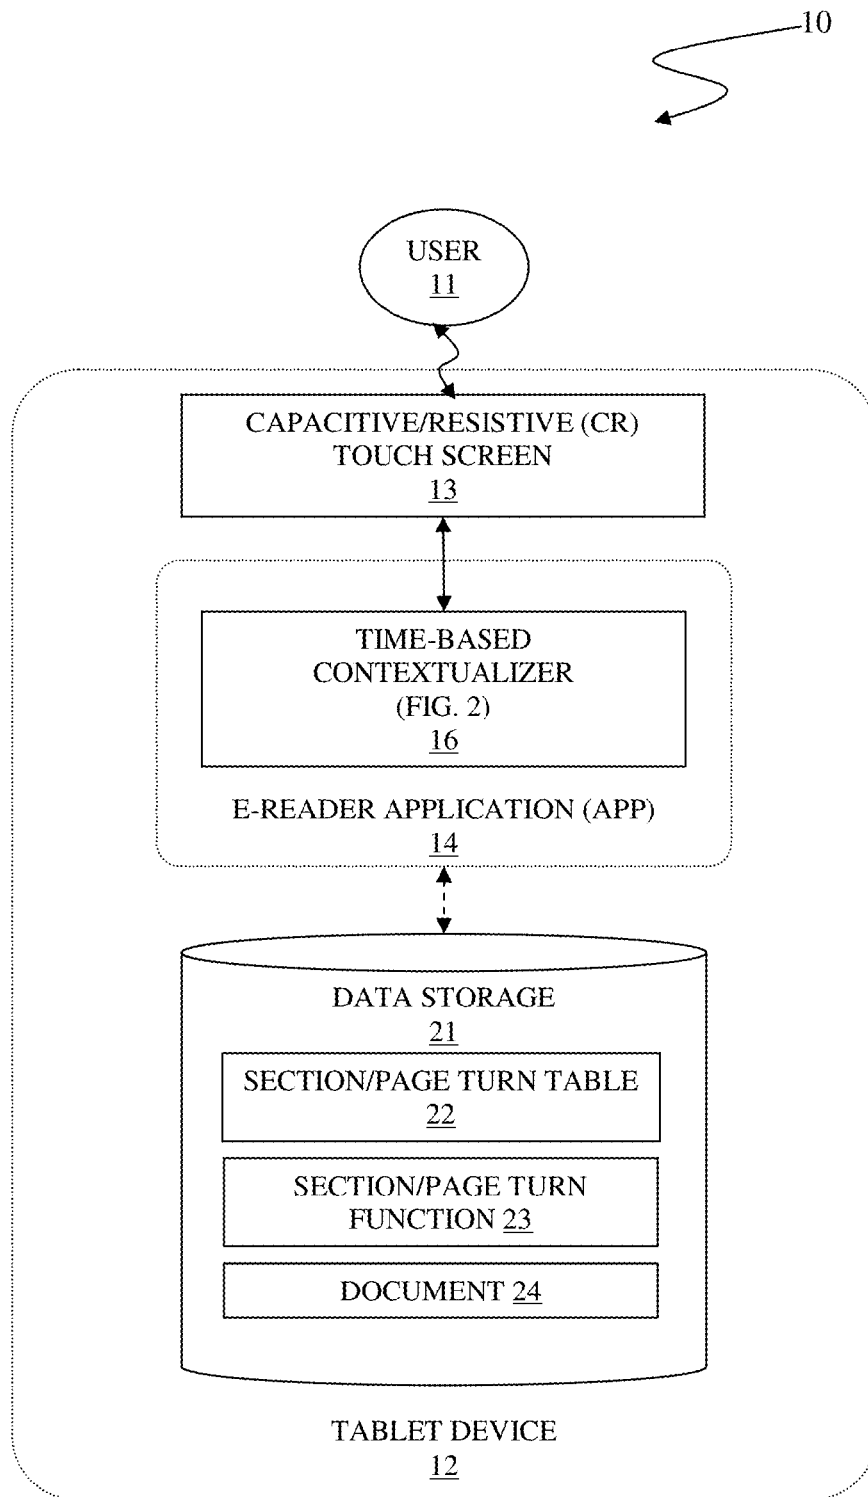 10
USER
11
CAPACITIVE/RESISTIVE (CR)
TOUCH SCREEN
13
TIME-BASED
CONTEXTUALIZER
(FIG. 2)
16
E-READER APPLICATION (APP)
14
DATA STORAGE
21
SECTION/PAGE TURN TABLE
22
SECTION/PAGE TURN
FUNCTION 23
DOCUMENT 24
TABLET DEVICE
12